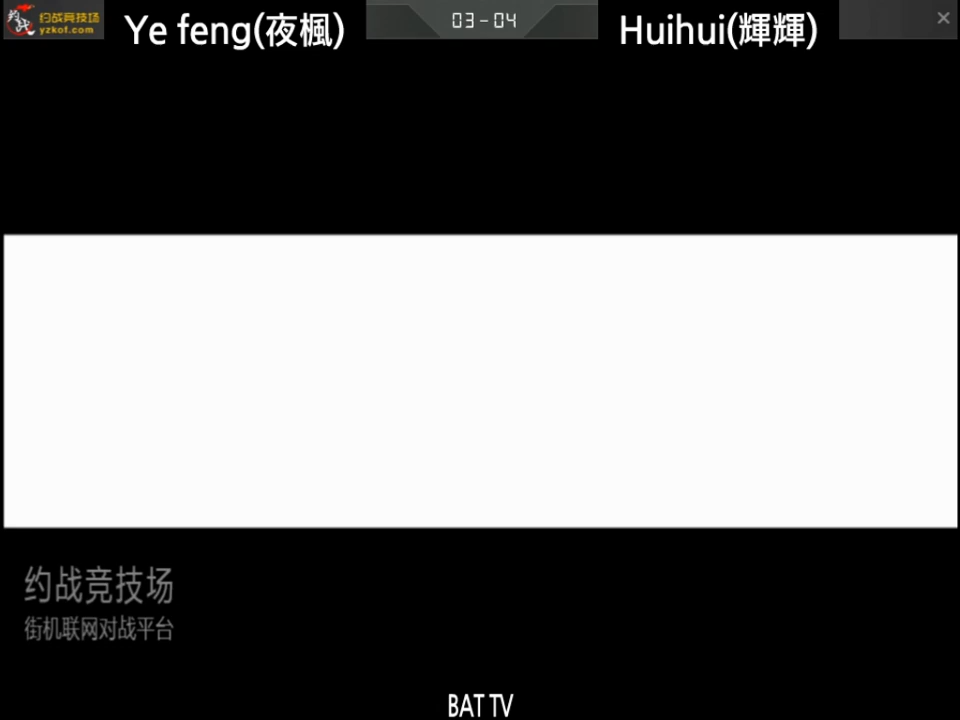 约战竞技场
yzkof.com
Ye feng(夜楓)
03-04
Huihui(輝輝)
约战竞技场
街机联网对战平台
BAT TV